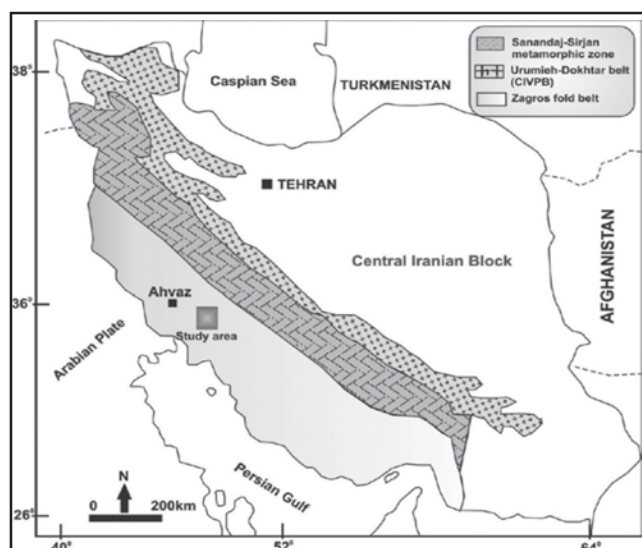 Sanandaj-Sirjan
metamorphic zone
Urumieh-Dokhtar belt
(CIVPB)
Zagros fold belt
38°
Caspian Sea
TURKMENISTAN
TEHRAN
AFGHANISTAN
Central Iranian Block
36°
Ahvaz
Study area
Arabian Plate
Persian Gulf
N
0 200km
26°
52°
64°